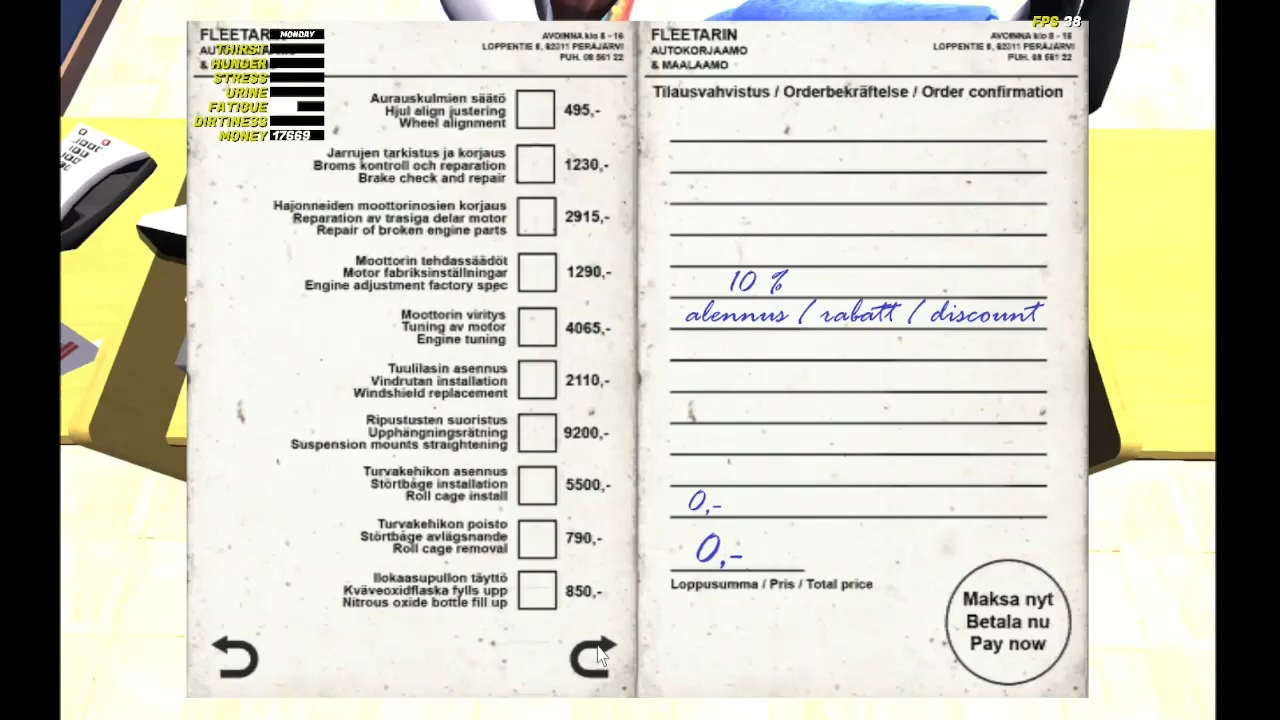 FPS 38
FLEETARIN
AUTOKORJAAMO
& MAALAAMO
MONDAY
THIRST
HUNGER
STRESS
URINE
FATIGUE
DIRTINESS
MONEY 17669
AVOINNA klo 8 - 16
LOPPENTIE 6, 62311 PERÄJÄRVI
PUH. 08 561 22
Aurauskulmien säätö
Hjul align justering
Wheel alignment
495,-
Jarrujen tarkistus ja korjaus
Broms kontroll och reparation
Brake check and repair
1230,-
Hajonneiden moottorinosien korjaus
Reparation av trasiga delar motor
Repair of broken engine parts
2915,-
Moottorin tehdassäädöt
Motor fabriksinställningar
Engine adjustment factory spec
1290,-
Moottorin viritys
Tuning av motor
Engine tuning
4065,-
Tuulilasin asennus
Vindrutan installation
Windshield replacement
2110,-
Ripustusten suoristus
Upphängningsrätning
Suspension mounts straightening
9200,-
Turvakehikon asennus
Störtbåge installation
Roll cage install
5500,-
Turvakehikon poisto
Störtbåge avlägsnande
Roll cage removal
790,-
Ilokaasupullon täyttö
Kväveoxidflaska fylls upp
Nitrous oxide bottle fill up
850,-
FLEETARIN
AUTOKORJAAMO
& MAALAAMO
AVOINNA klo 8 - 16
LOPPENTIE 6, 62311 PERÄJÄRVI
PUH. 08 561 22
Tilausvahvistus / Orderbekräftelse / Order confirmation
10 %
alennus / rabatt / discount
0,-
0,-
Loppusumma / Pris / Total price
Maksa nyt
Betala nu
Pay now